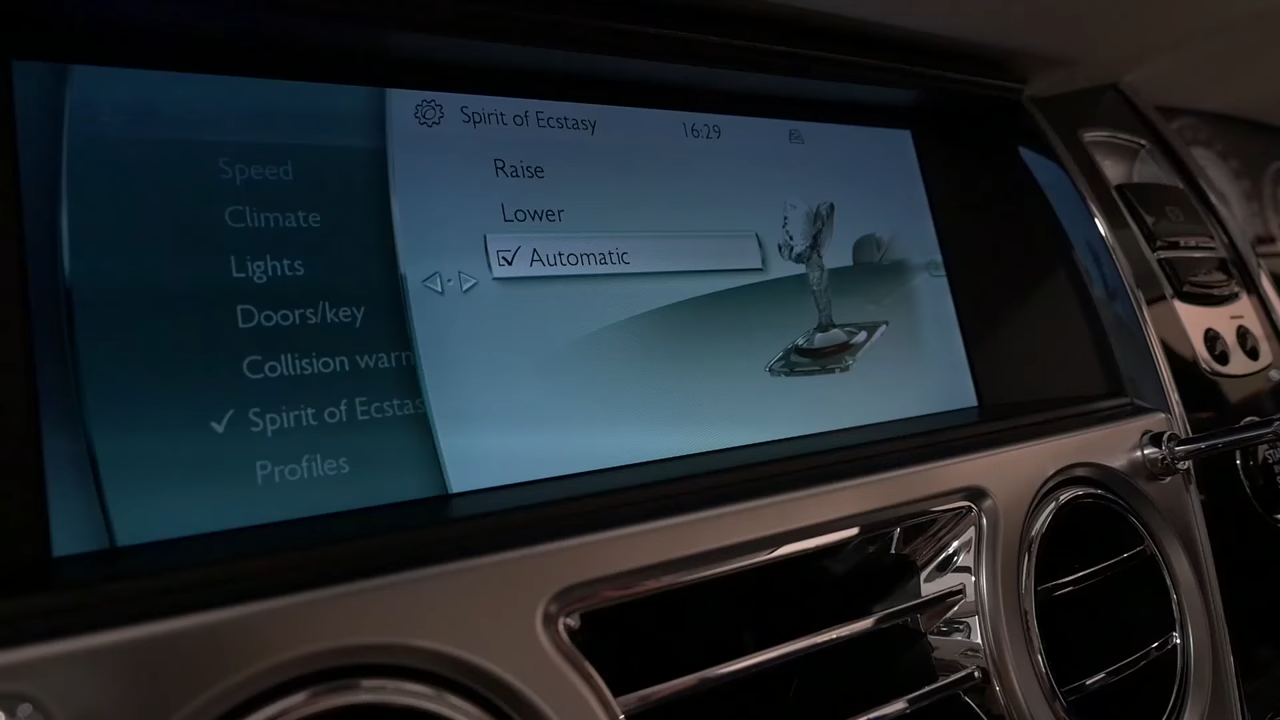 Speed
Climate
Lights
Doors/key
Collision warn
✓ Spirit of Ecstas
Profiles
Spirit of Ecstasy 16:29
Raise
Lower
Automatic